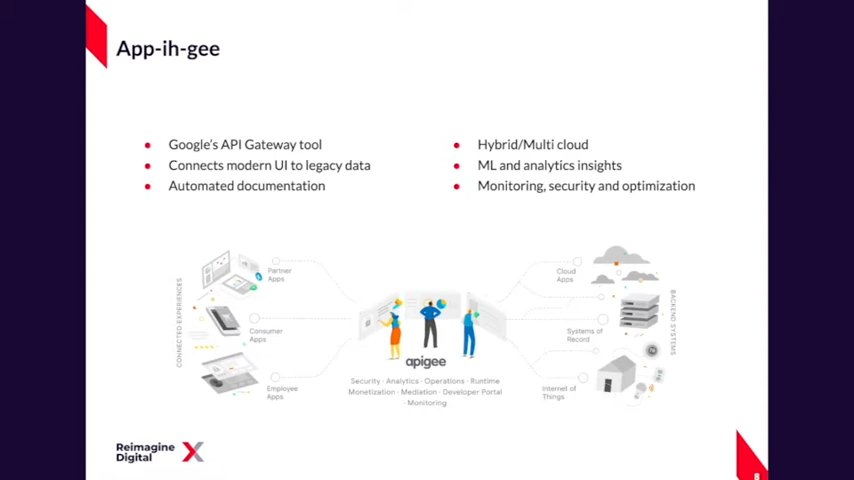 App-ih-gee
Google's API Gateway tool
Connects modern UI to legacy data
Automated documentation
Hybrid/Multi cloud
ML and analytics insights
Monitoring, security and optimization
CONNECTED EXPERIENCES
Partner
Apps
Consumer
Apps
Employee
Apps
apigee
Security · Analytics · Operations · Runtime
Monetization · Mediation · Developer Portal
· Monitoring
Cloud
Apps
Systems of
Record
Internet of
Things
BACKEND SYSTEMS
Reimagine
Digital